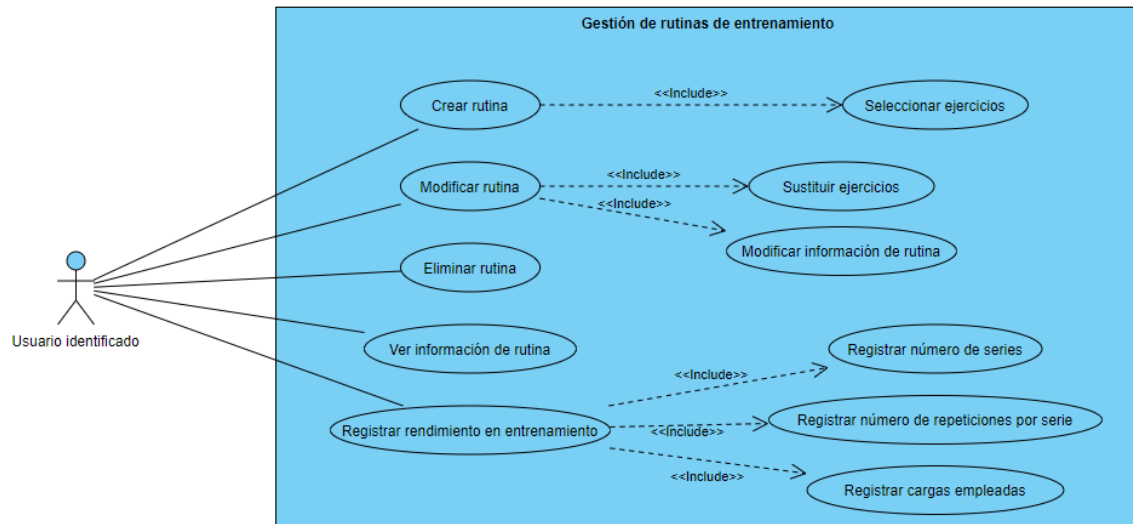 Gestión de rutinas de entrenamiento
Crear rutina
<<Include>>
Seleccionar ejercicios
Modificar rutina
<<Include>>
Sustituir ejercicios
<<Include>>
Modificar información de rutina
Eliminar rutina
Usuario identificado
Ver información de rutina
Registrar número de series
<<Include>>
Registrar rendimiento en entrenamiento
<<Include>>
Registrar número de repeticiones por serie
<<Include>>
Registrar cargas empleadas